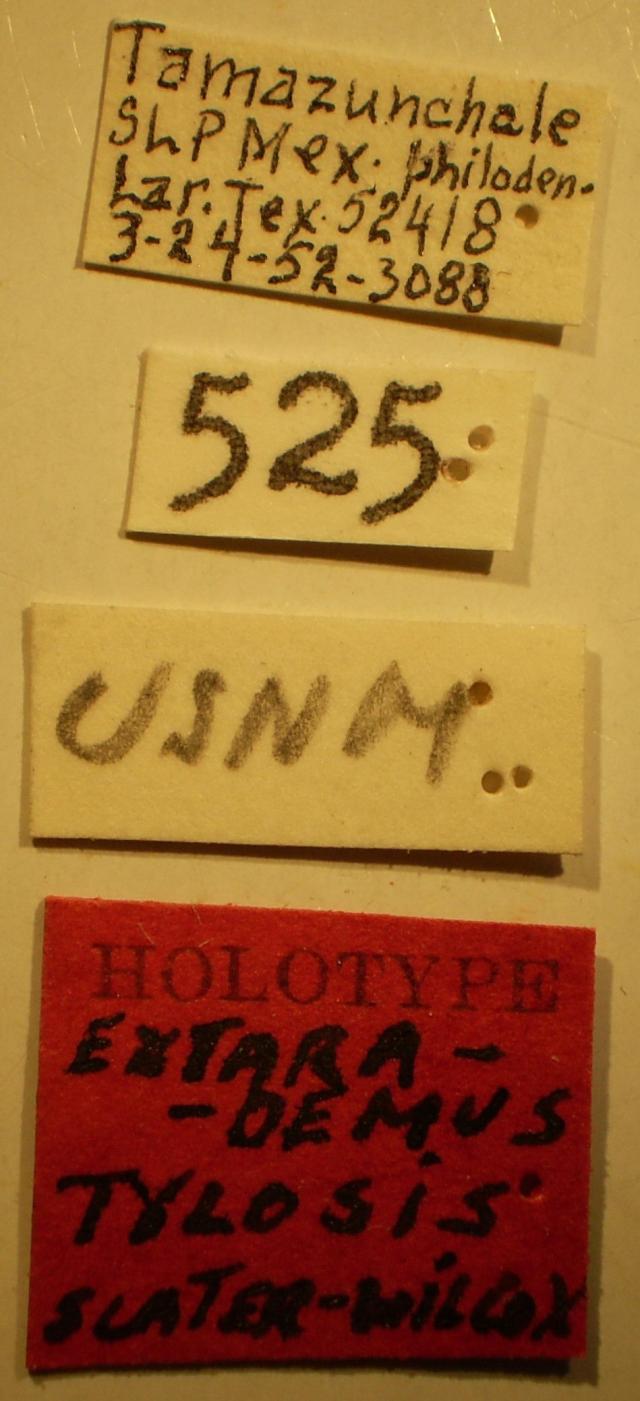 Tamazunchale
SLP Mex. philoden.
Lar. Tex. 52418
3-24-52-3088
525
USNM
HOLOTYPE
EXTARA-
-DEMUS
TYLOSiS
SLATER-WiLCOX